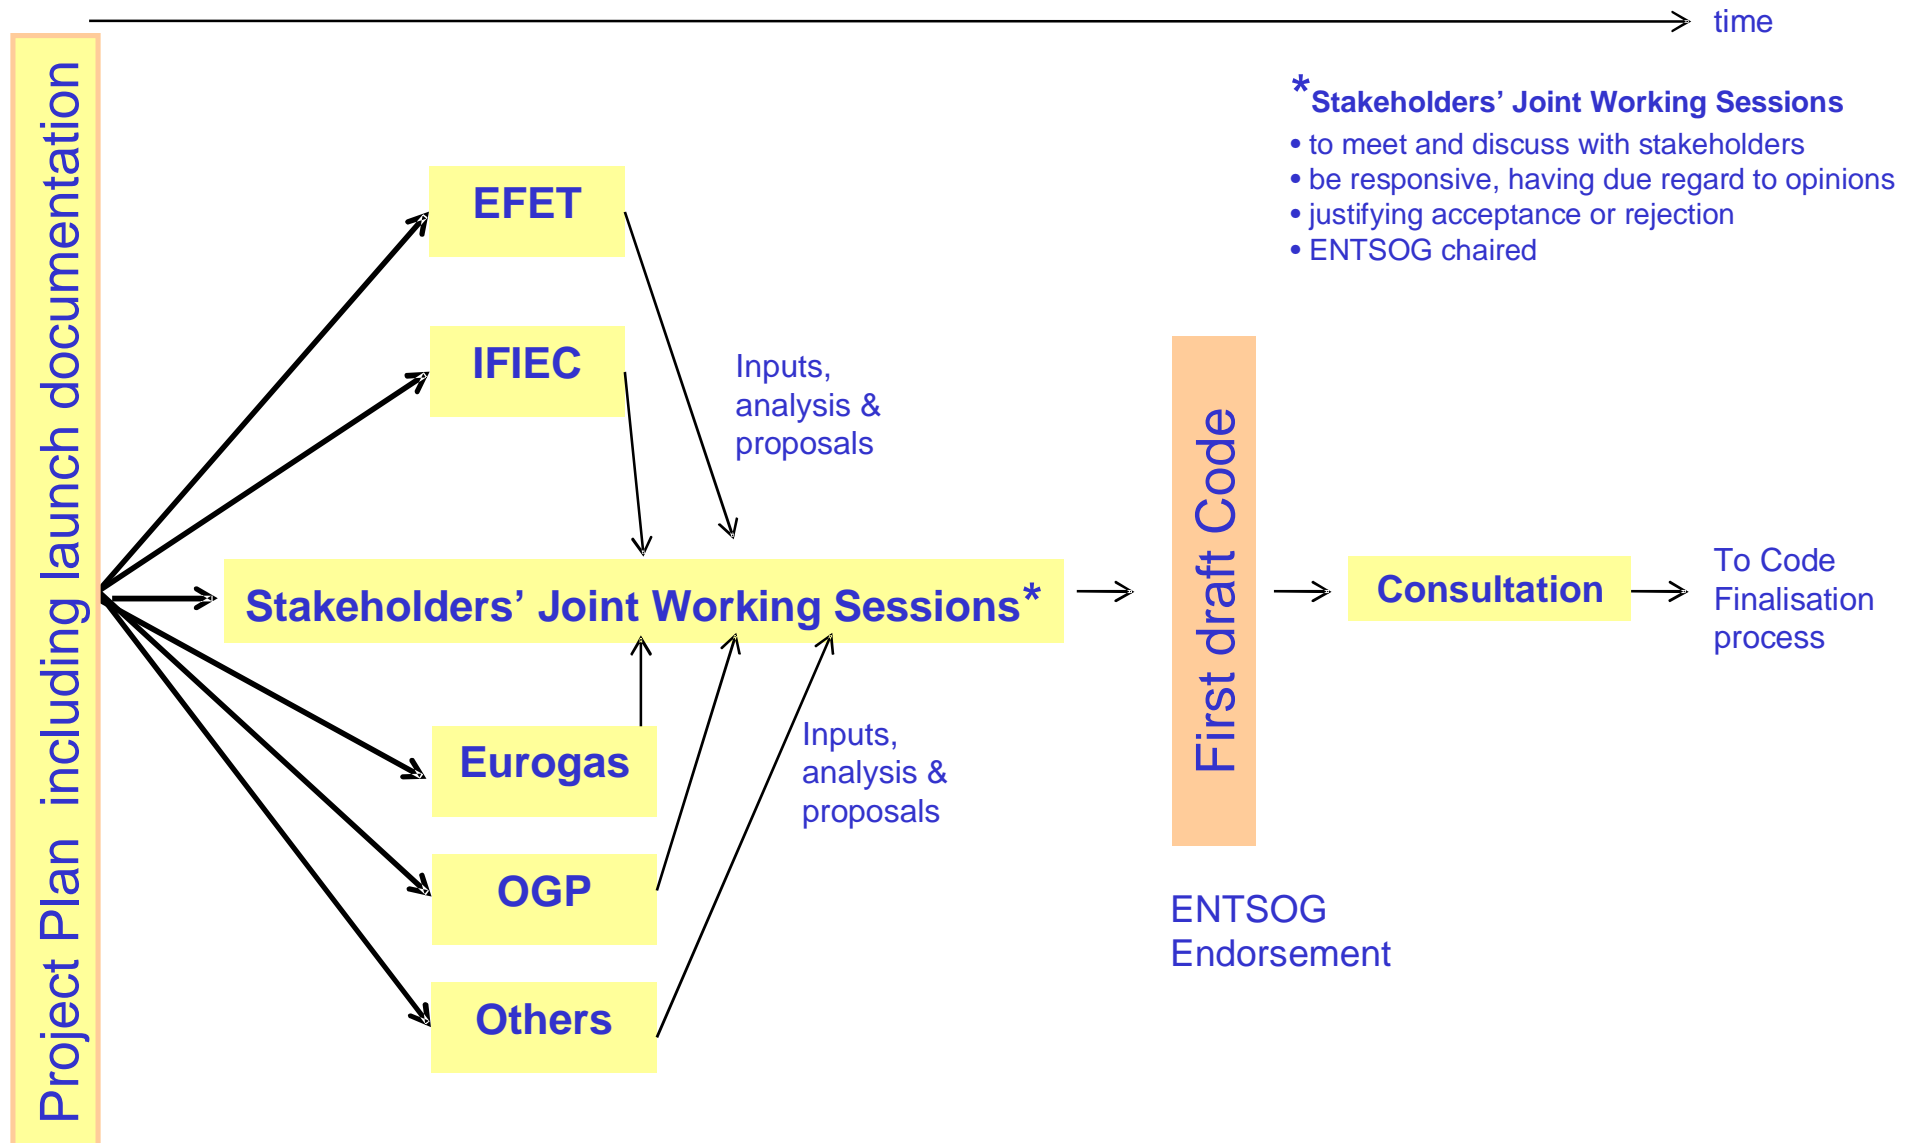 time
Project Plan including launch documentation
*Stakeholders’ Joint Working Sessions
• to meet and discuss with stakeholders
• be responsive, having due regard to opinions
• justifying acceptance or rejection
• ENTSOG chaired
EFET
IFIEC
Inputs,
analysis &
proposals
Stakeholders’ Joint Working Sessions*
First draft Code
Consultation
To Code
Finalisation
process
Eurogas
Inputs,
analysis &
proposals
OGP
Others
ENTSOG
Endorsement